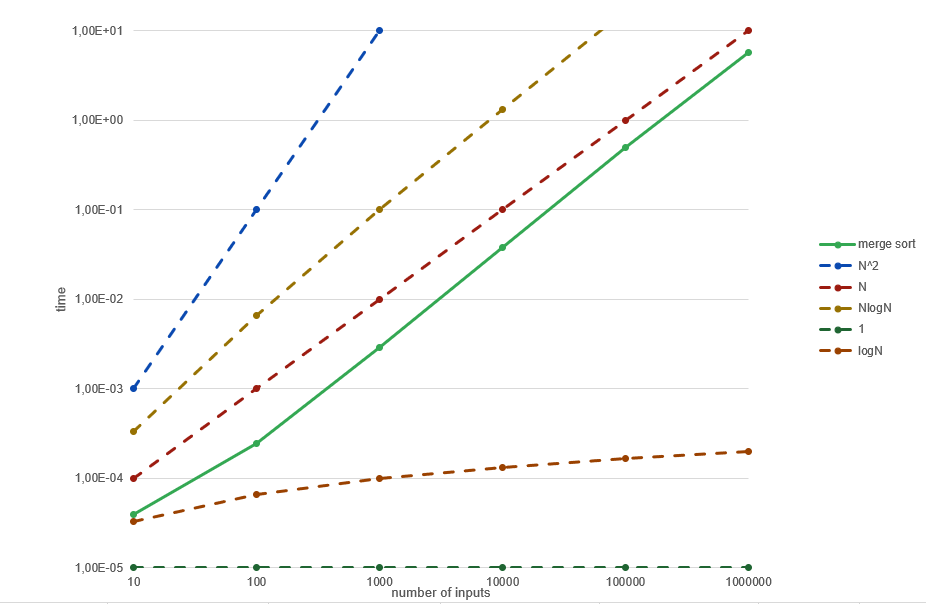 1,00E+01
1,00E+00
1,00E-01
1,00E-02
1,00E-03
1,00E-04
1,00E-05
time
10
100
1000
10000
100000
1000000
number of inputs
merge sort
N^2
N
NlogN
1
logN